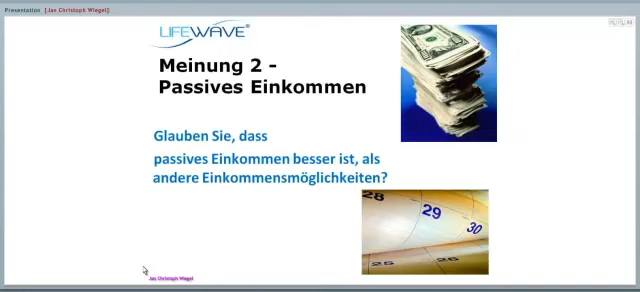 Presentation [Jan Christoph Wiegel]
LIFEWAVE®
Meinung 2 -
Passives Einkommen
Glauben Sie, dass
passives Einkommen besser ist, als
andere Einkommensmöglichkeiten?
28
29
30
25
26
Jan Christoph Wiegel